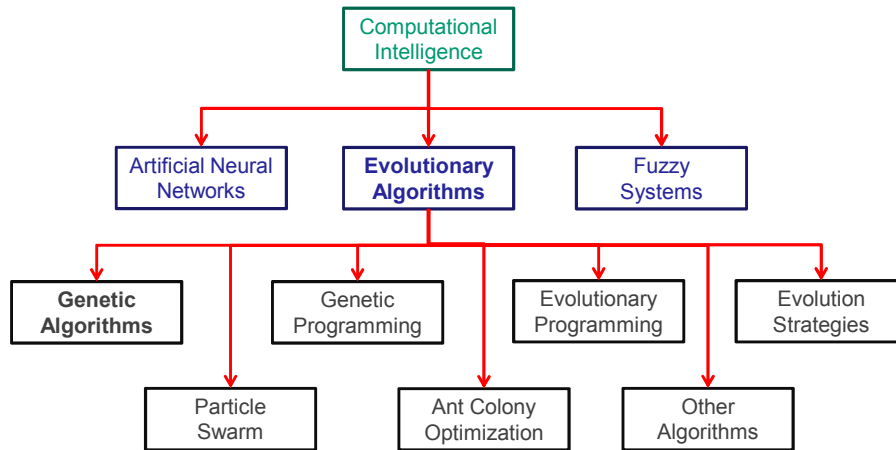 Computational
Intelligence
Artificial Neural
Networks
Evolutionary
Algorithms
Fuzzy
Systems
Genetic
Algorithms
Genetic
Programming
Evolutionary
Programming
Evolution
Strategies
Particle
Swarm
Ant Colony
Optimization
Other
Algorithms